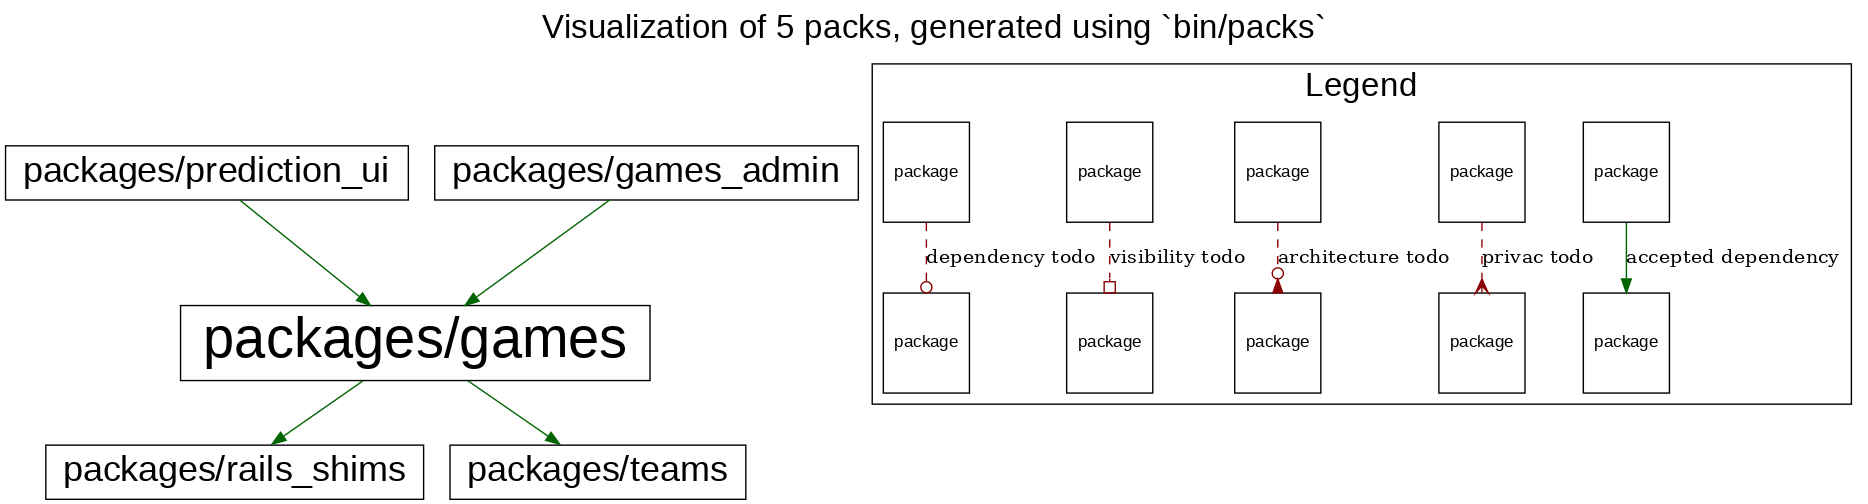 Visualization of 5 packs, generated using `bin/packs`
packages/prediction_ui
packages/games_admin
packages/games
packages/rails_shims
packages/teams
Legend
package
package
package
package
package
dependency todo
visibility todo
architecture todo
privac todo
accepted dependency
package
package
package
package
package